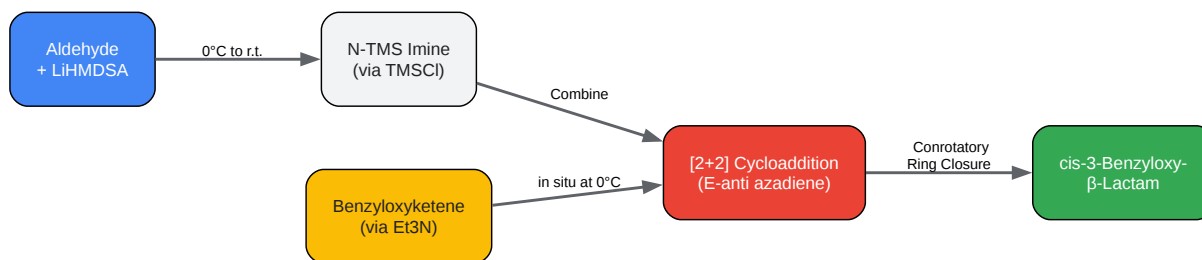 Aldehyde
+ LiHMDSA
0°C to r.t.
N-TMS Imine
(via TMSCl)
Combine
Benzyloxyketene
(via Et3N)
in situ at 0°C
[2+2] Cycloaddition
(E-anti azadiene)
Conrotatory
Ring Closure
cis-3-Benzyloxy-
β-Lactam